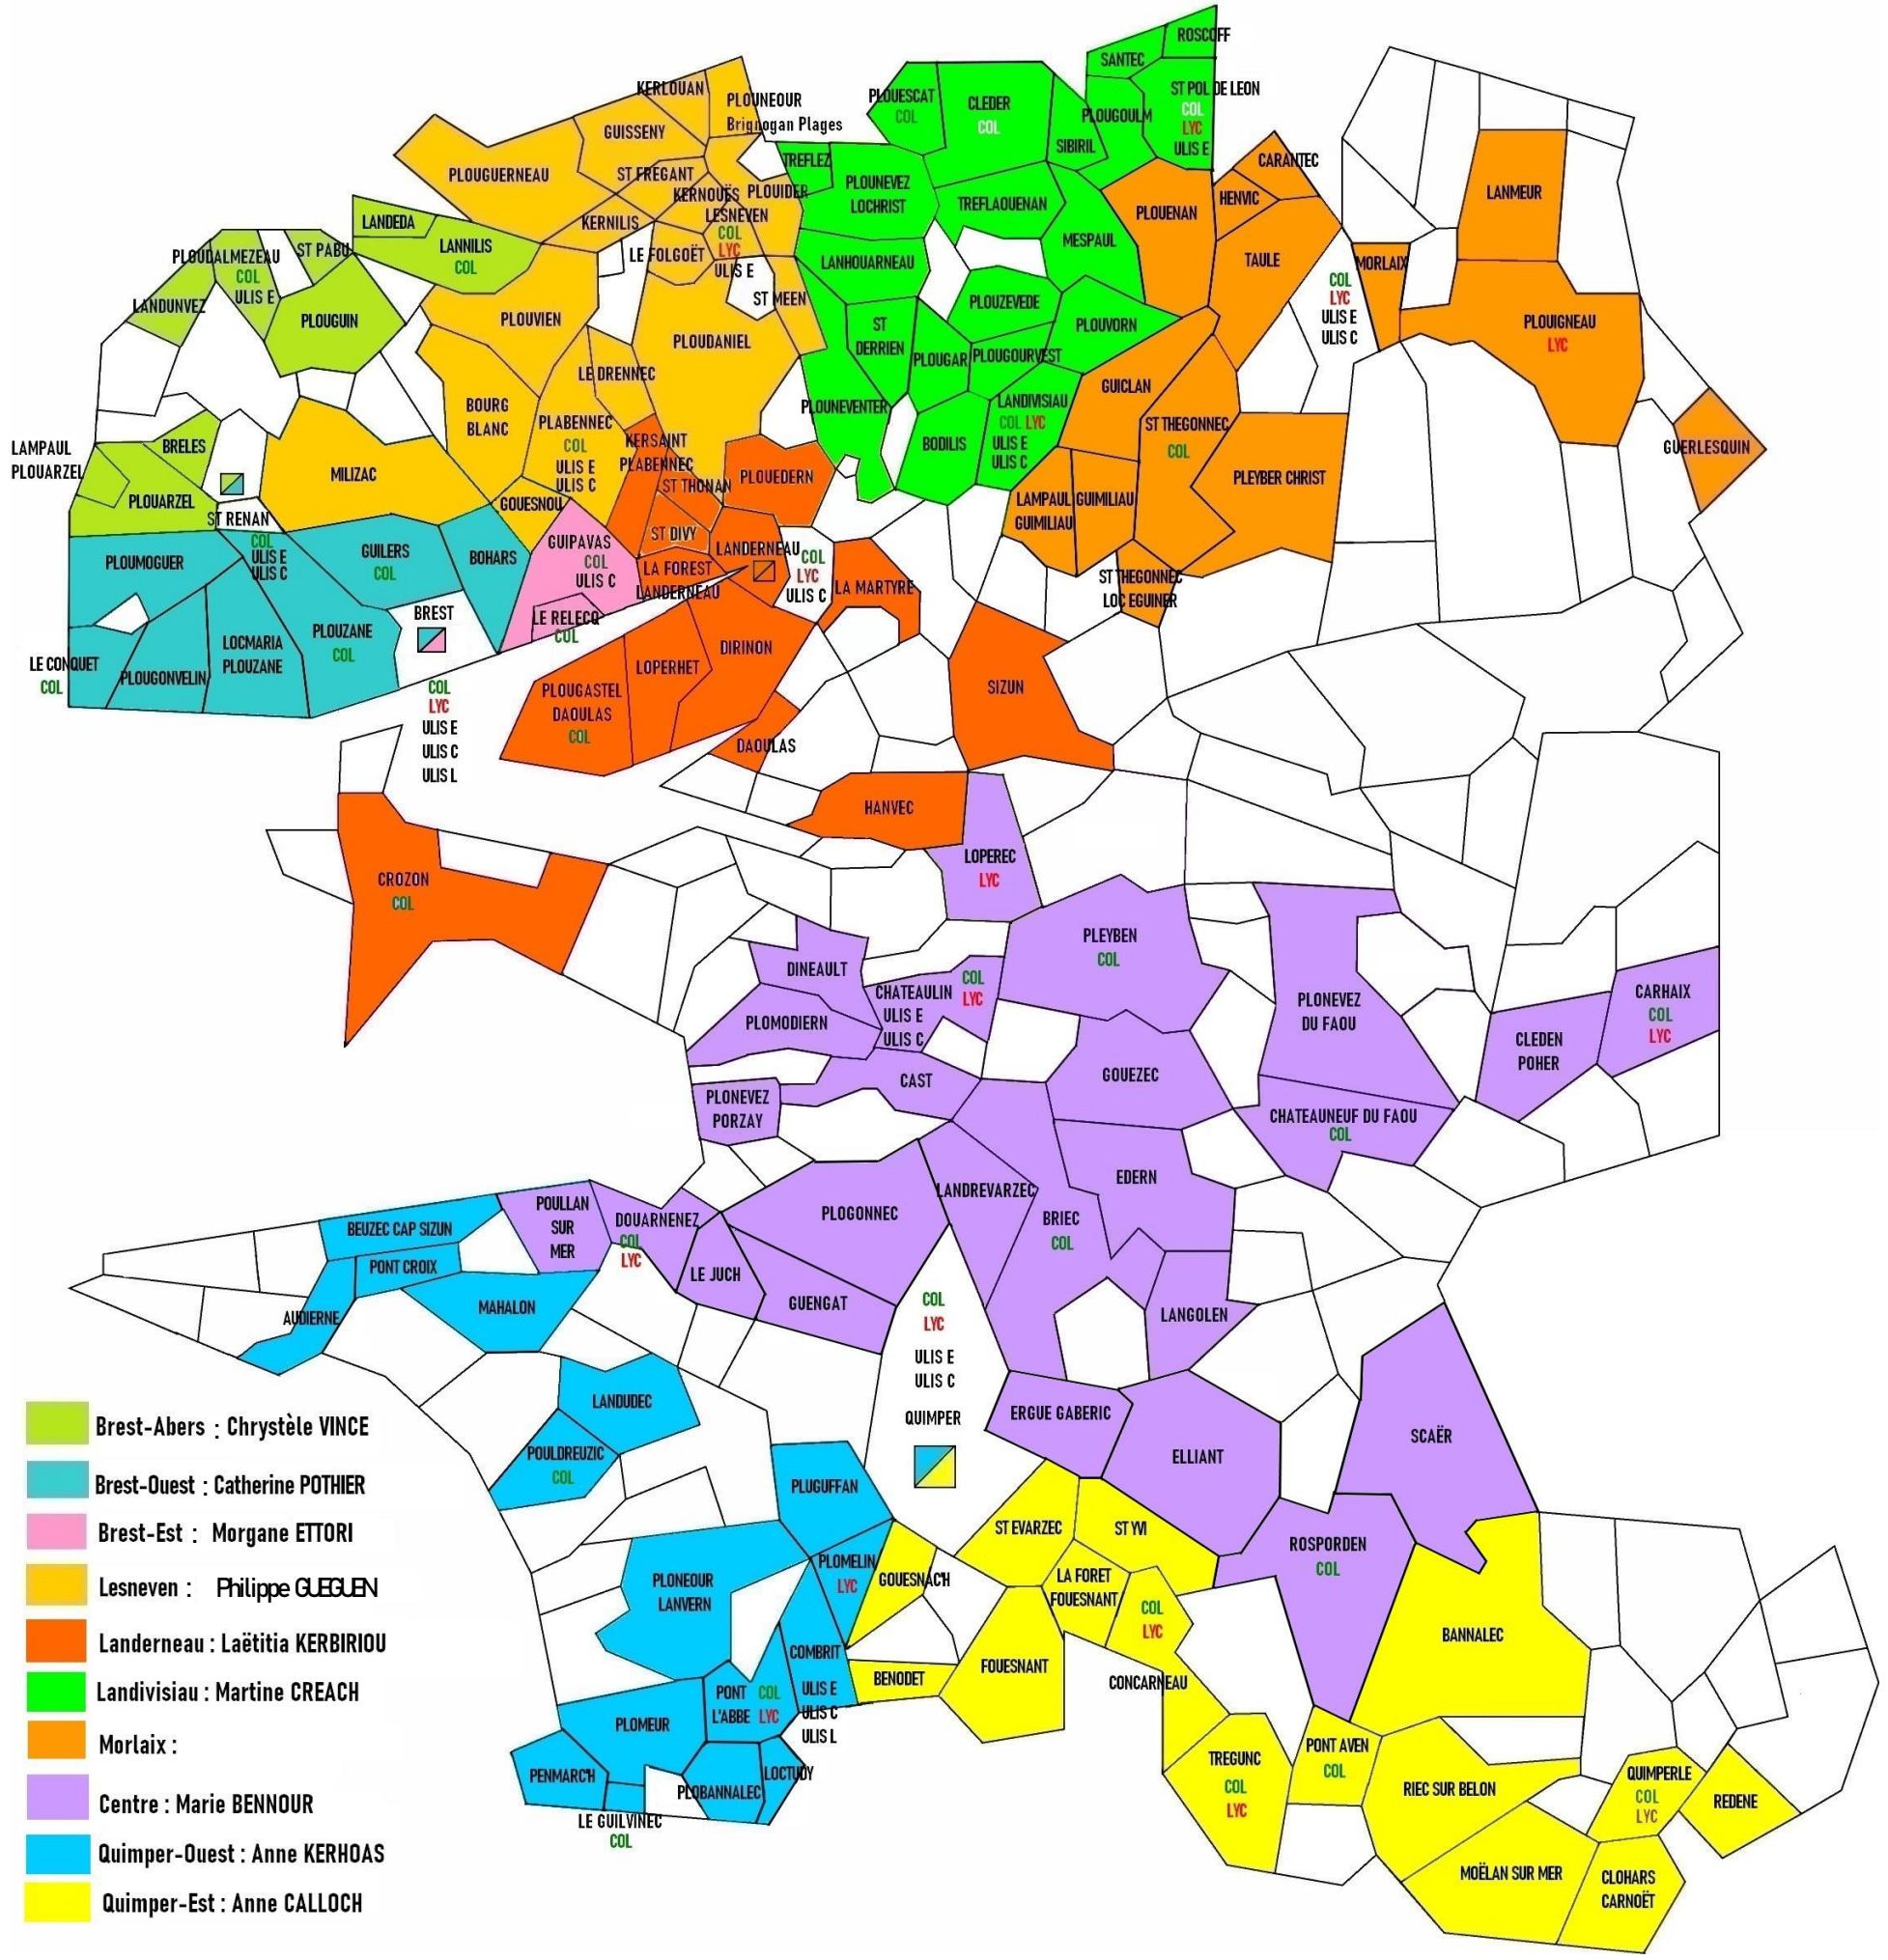 ROSCOFF
SANTEC
ST POL DE LEON
COL
LYC
ULIS E
PLOUGOULM
SIBIRIL
CLEDER
COL
PLOUESCAT
COL
KERLOUAN
PLOUNEOUR
Brignogan Plages
GUISSENY
PLOUGUERNEAU
ST FREGANT
KERNOUËS
PLOUIDER
TREFLEZ
PLOUNEVEZ
LOCHRIST
TREFLAOUENAN
MESPAUL
PLOUENAN
CARANTEC
HENVIC
TAULE
LANMEUR
MORLAIX
COL
LYC
ULIS E
ULIS C
PLOUIGNEAU
LYC
GUERLESQUIN
LANDEDA
LANNILIS
COL
KERNILIS
LE FOLGOËT
LESNEVEN
COL
LYC
ULIS E
ST MEEN
LANHOUARNEAU
PLOUZEVEDE
PLOUVORN
ST
DERRIEN
PLOUGAR
PLOUGOURVEST
PLOUNEVENTER
BODILIS
LANDIVISIAU
COL LYC
ULIS E
ULIS C
GUICLAN
ST THEGONNEC
COL
PLEYBER CHRIST
LAMPAUL
GUIMILIAU
GUIMILIAU
ST THEGONNEC
LOC EGUINER
PLOUDALMEZEAU
COL
ULIS E
ST PABU
LANDUNVEZ
PLOUGUIN
PLOUVIEN
PLOUDANIEL
LE DRENNEC
BOURG
BLANC
PLABENNEC
COL
ULIS E
ULIS C
KERSAINT
PLABENNEC
ST THONAN
PLOUEDERN
LAMPAUL
PLOUARZEL
BRELES
PLOUARZEL
MILIZAC
GOUESNOU
ST RENAN
COL
ULIS E
ULIS C
PLOUMOGUER
GUILERS
COL
BOHARS
GUIPAVAS
COL
ULIS C
LE RELECQ
COL
ST DIVY
LA FOREST
LANDERNEAU
LANDERNEAU
COL
LYC
ULIS C
LA MARTYRE
BREST
COL
LYC
ULIS E
ULIS C
ULIS L
LE CONQUET
COL
PLOUGONVELIN
LOCMARIA
PLOUZANE
PLOUZANE
COL
PLOUGASTEL
DAOULAS
COL
LOPERHET
DIRINON
DAOULAS
SIZUN
HANVEC
CROZON
COL
LOPEREC
LYC
PLEYBEN
COL
DINEAULT
CHATEAULIN
COL
LYC
ULIS E
ULIS C
PLOMODIERN
CAST
GOUEZEC
PLONEVEZ
DU FAOU
CLEDEN
POHER
CARHAIX
COL
LYC
CHATEAUNEUF DU FAOU
COL
PLONEVEZ
PORZAY
EDERN
LANDREVARZEC
BRIEC
COL
PLOGONNEC
POULLAN
SUR
MER
DOUARNENEZ
COL
LYC
LE JUCH
GUENGAT
LANGOLEN
BEUZEC CAP SIZUN
PONT CROIX
MAHALON
AUDIERNE
COL
LYC
ULIS E
ULIS C
QUIMPER
ERGUE GABERIC
ELLIANT
SCAËR
LANDUDEC
POULDREUZIC
COL
PLUGUFFAN
ST EVARZEC
ST YVI
ROSPORDEN
COL
PLOMELIN
LYC
GOUESNAC'H
LA FORET
FOUESNANT
COL
LYC
CONCARNEAU
BANNALEC
PLONEOUR
LANVERN
COMBRIT
BENODET
FOUESNANT
PONT
L'ABBE
COL
LYC
ULIS E
ULIS C
ULIS L
PLOMEUR
PENMARC'H
PLOBANNALEC
LOCTUDY
LE GUILVINEC
COL
TREGUNC
COL
LYC
PONT AVEN
COL
RIEC SUR BELON
QUIMPERLE
COL
LYC
REDENE
MOËLAN SUR MER
CLOHARS
CARNOËT
Brest-Abers : Chrystèle VINCE
Brest-Ouest : Catherine POTHIER
Brest-Est : Morgane ETTORI
Lesneven : Philippe GUEGUEN
Landerneau : Laëtitia KERBIRIOU
Landivisiau : Martine CREACH
Morlaix :
Centre : Marie BENNOUR
Quimper-Ouest : Anne KERHOAS
Quimper-Est : Anne CALLOCH